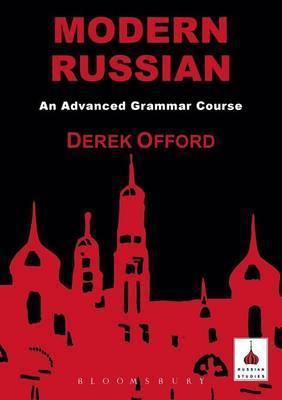 MODERN
RUSSIAN
An Advanced Grammar Course
DEREK OFFORD
RUSSIAN
STUDIES
BLOOMSBURY